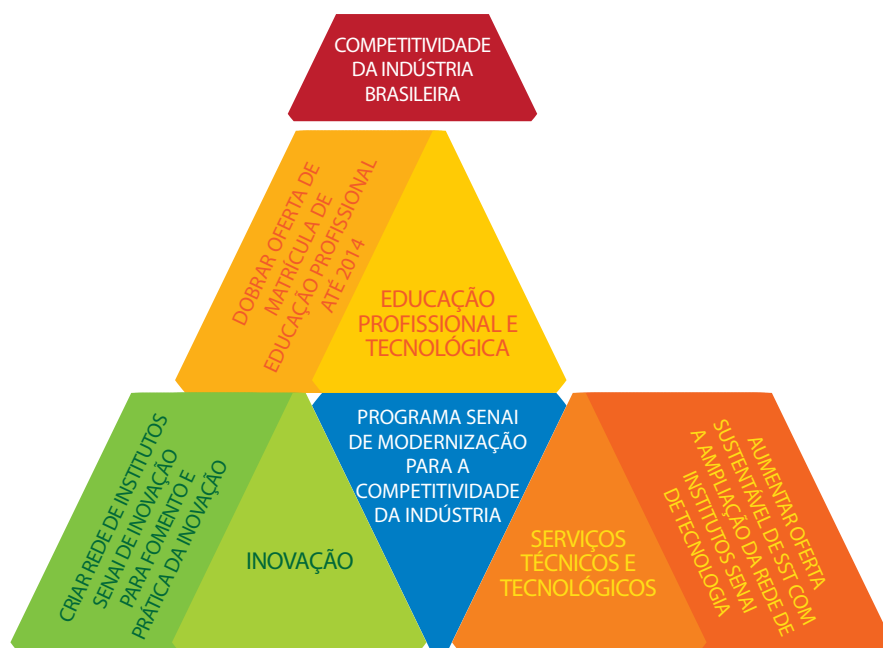 COMPETITIVIDADE
DA INDÚSTRIA
BRASILEIRA
DOBRAR OFERTA DE
MATRÍCULA DE
EDUCAÇÃO PROFISSIONAL
ATÉ 2014
EDUCAÇÃO
PROFISSIONAL E
TECNOLÓGICA
CRIAR REDE DE INSTITUTOS
SENAI DE INOVAÇÃO
PARA FOMENTO E
PRÁTICA DA INOVAÇÃO
INOVAÇÃO
PROGRAMA SENAI
DE MODERNIZAÇÃO
PARA A
COMPETITIVIDADE
DA INDÚSTRIA
SERVIÇOS
TÉCNICOS E
TECNOLÓGICOS
AUMENTAR OFERTA
SUSTENTÁVEL DE SST COM
A AMPLIAÇÃO DA REDE DE
INSTITUTOS SENAI
DE TECNOLOGIA